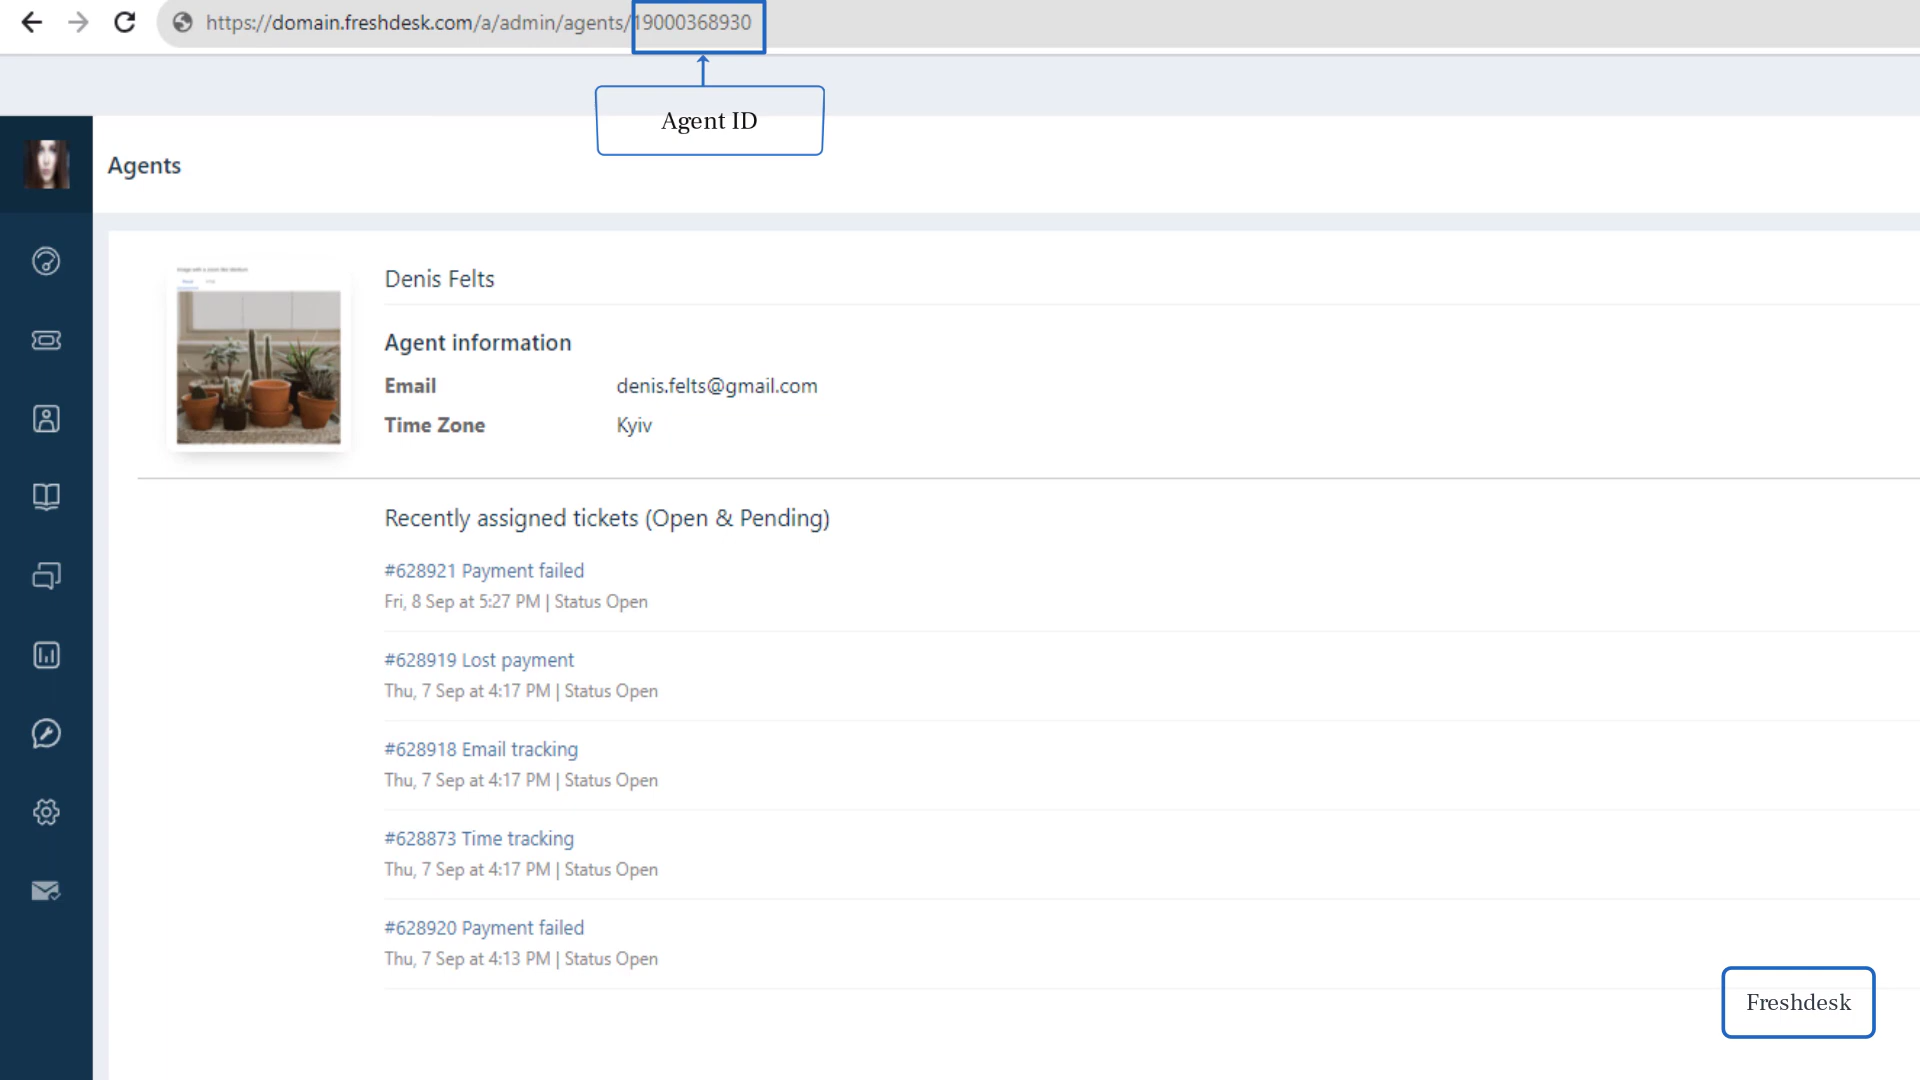 https://domain.freshdesk.com/a/admin/agents/19000368930
Agent ID
Agents
Denis Felts
Agent information
Email denis.felts@gmail.com
Time Zone Kyiv
Recently assigned tickets (Open & Pending)
#628921 Payment failed
Fri, 8 Sep at 5:27 PM | Status Open
#628919 Lost payment
Thu, 7 Sep at 4:17 PM | Status Open
#628918 Email tracking
Thu, 7 Sep at 4:17 PM | Status Open
#628873 Time tracking
Thu, 7 Sep at 4:17 PM | Status Open
#628920 Payment failed
Thu, 7 Sep at 4:13 PM | Status Open
Freshdesk